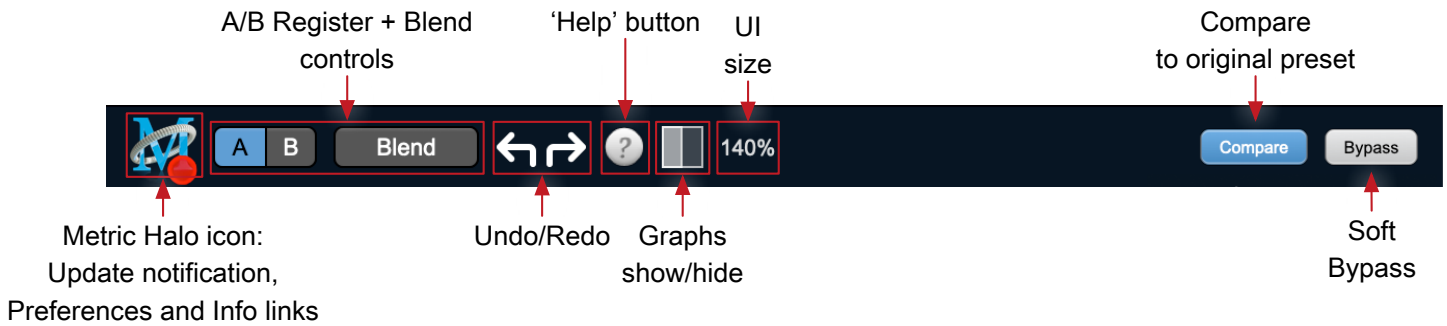 A/B Register + Blend
controls
‘Help’ button
UI
size
Compare
to original preset
A
B
Blend
?
140%
Compare
Bypass
Metric Halo icon:
Update notification,
Preferences and Info links
Undo/Redo
Graphs
show/hide
Soft
Bypass